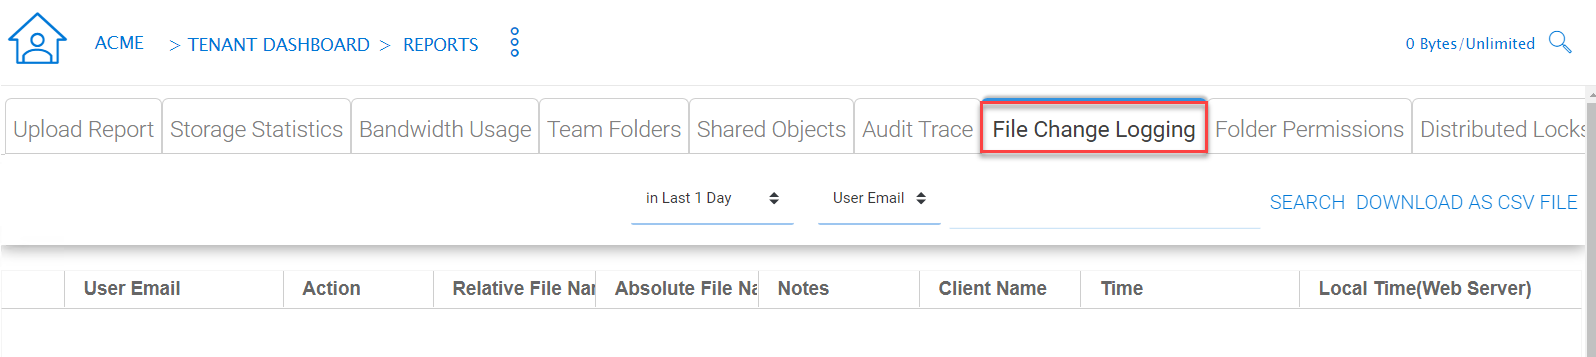 ACME > TENANT DASHBOARD > REPORTS 0 Bytes/Unlimited
Upload Report Storage Statistics Bandwidth Usage Team Folders Shared Objects Audit Trace File Change Logging Folder Permissions Distributed Locks
in Last 1 Day User Email SEARCH DOWNLOAD AS CSV FILE
User Email Action Relative File Nar Absolute File Na Notes Client Name Time Local Time(Web Server)